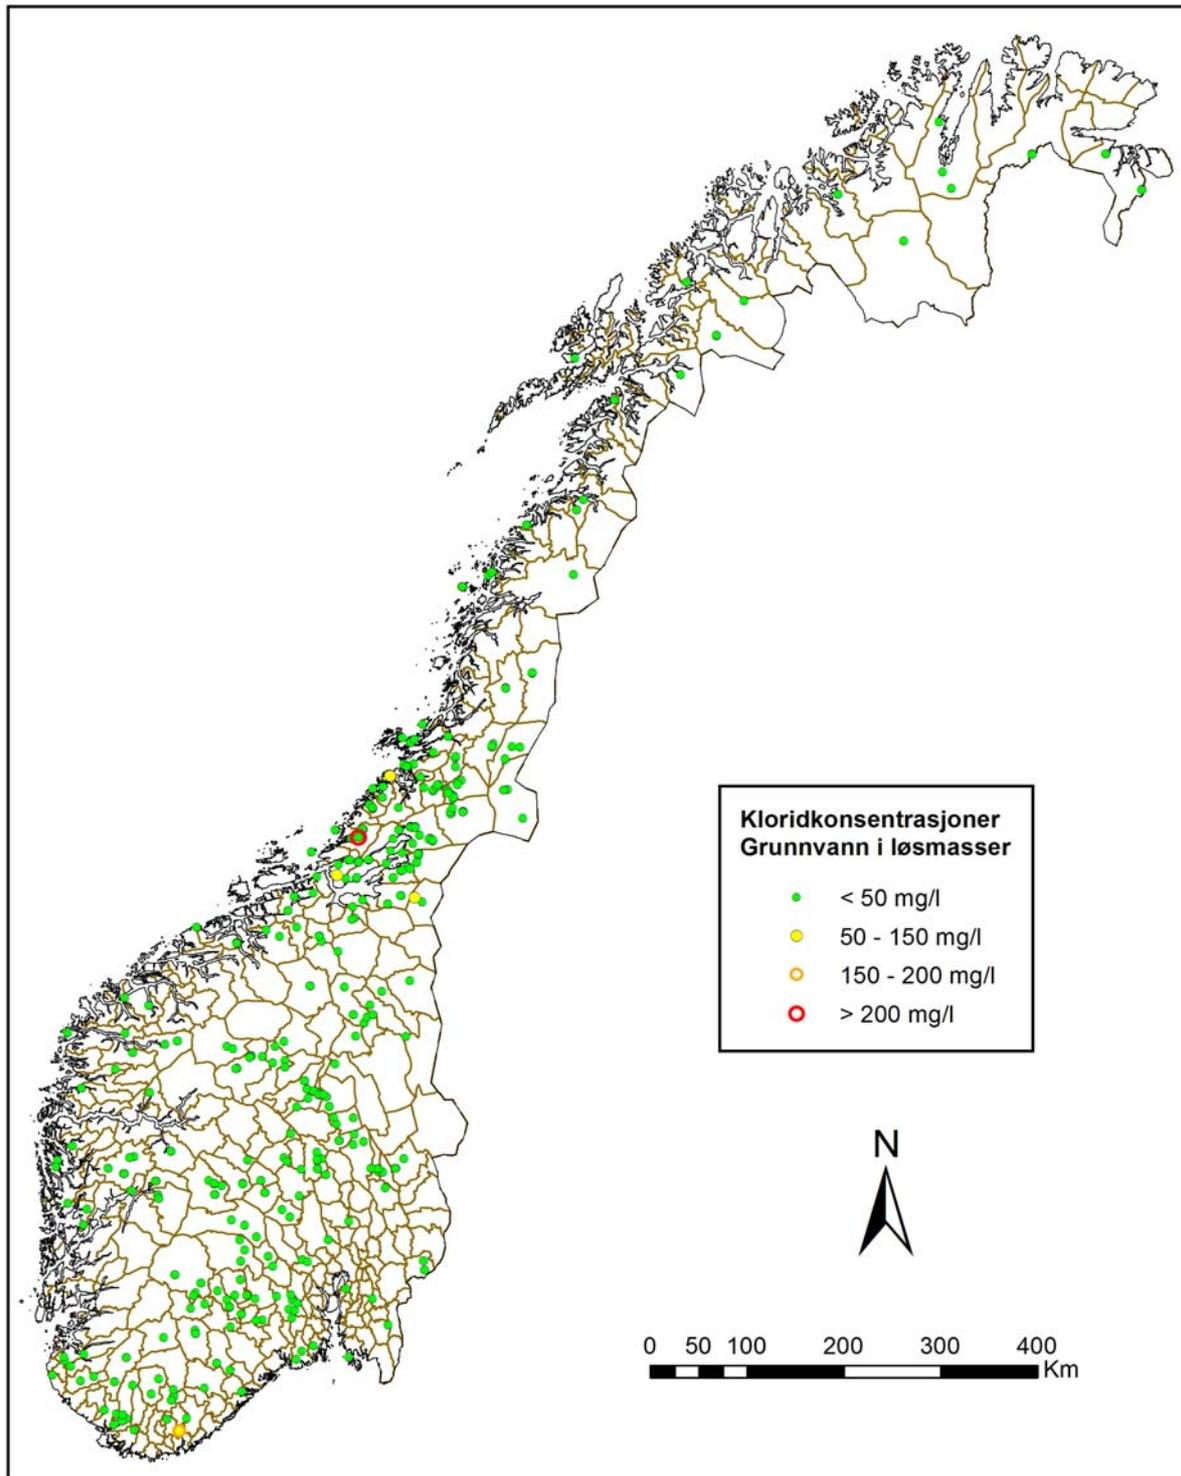 Kloridkonsentrasjoner
Grunnvann i løsmasser
< 50 mg/l
50 - 150 mg/l
150 - 200 mg/l
> 200 mg/l
N
0 50 100 200 300 400
Km